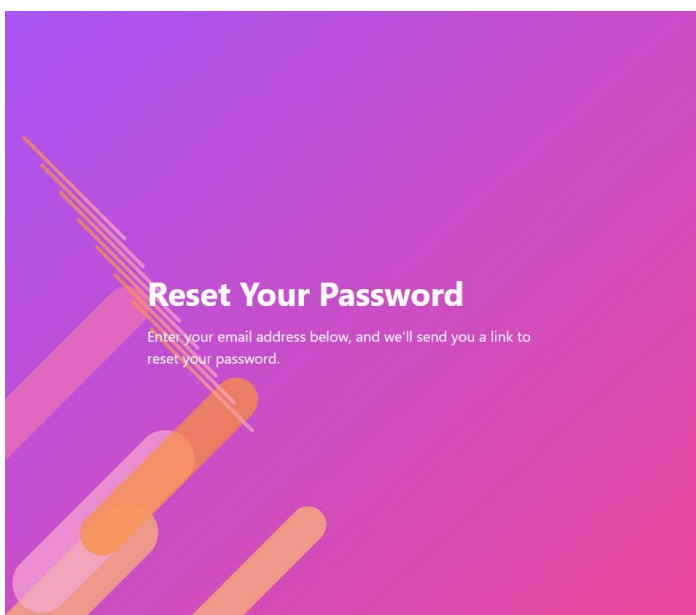 Reset Your Password
Enter your email address below, and we'll send you a link to
reset your password.